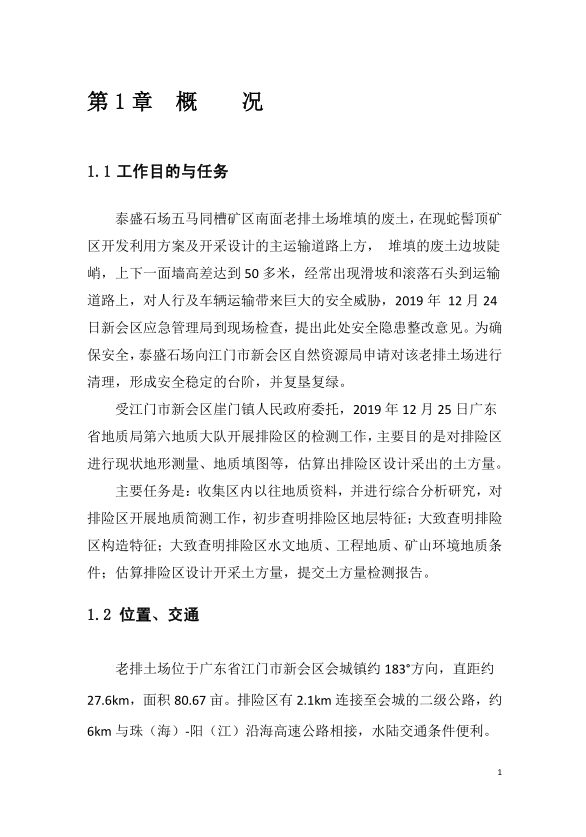 第 1 章　概　　况
1.1 工作目的与任务
泰盛石场五马同槽矿区南面老排土场堆填的废土，在现蛇髻顶矿
区开发利用方案及开采设计的主运输道路上方， 堆填的废土边坡陡
峭，上下一面墙高差达到 50 多米，经常出现滑坡和滚落石头到运输
道路上，对人行及车辆运输带来巨大的安全威胁，2019 年 12 月 24
日新会区应急管理局到现场检查，提出此处安全隐患整改意见。为确
保安全，泰盛石场向江门市新会区自然资源局申请对该老排土场进行
清理，形成安全稳定的台阶，并复垦复绿。
受江门市新会区崖门镇人民政府委托，2019 年 12 月 25 日广东
省地质局第六地质大队开展排险区的检测工作，主要目的是对排险区
进行现状地形测量、地质填图等，估算出排险区设计采出的土方量。
主要任务是：收集区内以往地质资料，并进行综合分析研究，对
排险区开展地质简测工作，初步查明排险区地层特征；大致查明排险
区构造特征；大致查明排险区水文地质、工程地质、矿山环境地质条
件；估算排险区设计开采土方量，提交土方量检测报告。
1.2 位置、交通
老排土场位于广东省江门市新会区会城镇约 183°方向，直距约
27.6km，面积 80.67 亩。排险区有 2.1km 连接至会城的二级公路，约
6km 与珠（海）-阳（江）沿海高速公路相接，水陆交通条件便利。
1